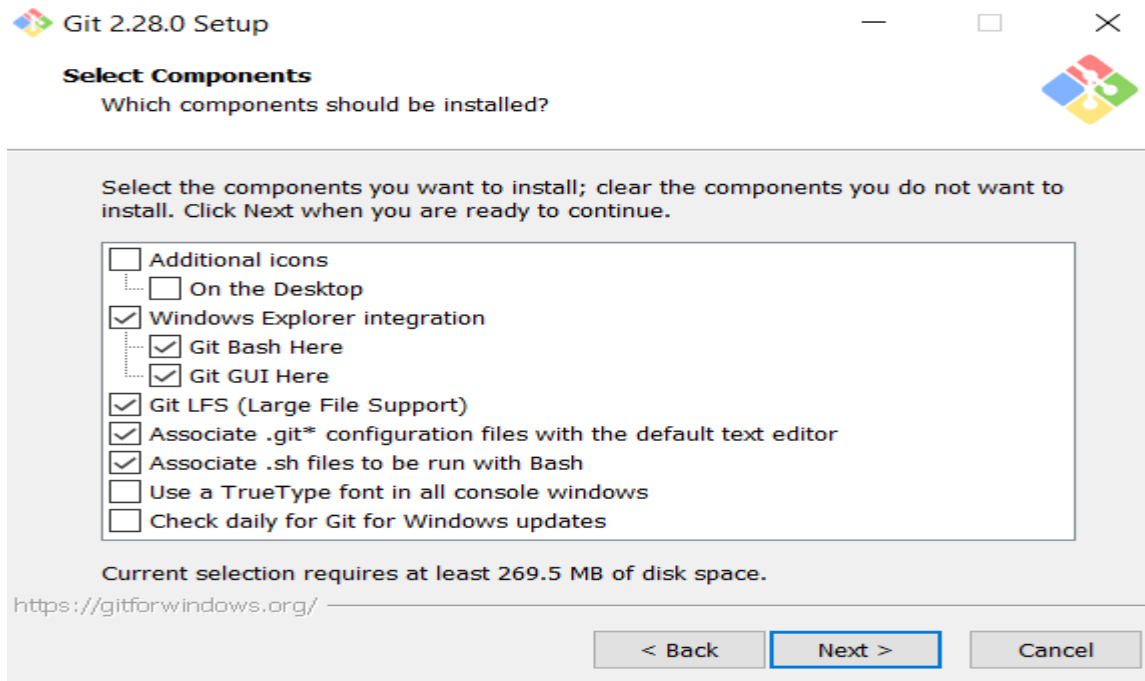 Git 2.28.0 Setup
Select Components
Which components should be installed?
Select the components you want to install; clear the components you do not want to
install. Click Next when you are ready to continue.
Additional icons
On the Desktop
Windows Explorer integration
Git Bash Here
Git GUI Here
Git LFS (Large File Support)
Associate .git* configuration files with the default text editor
Associate .sh files to be run with Bash
Use a TrueType font in all console windows
Check daily for Git for Windows updates
Current selection requires at least 269.5 MB of disk space.
https://gitforwindows.org/
< Back Next > Cancel